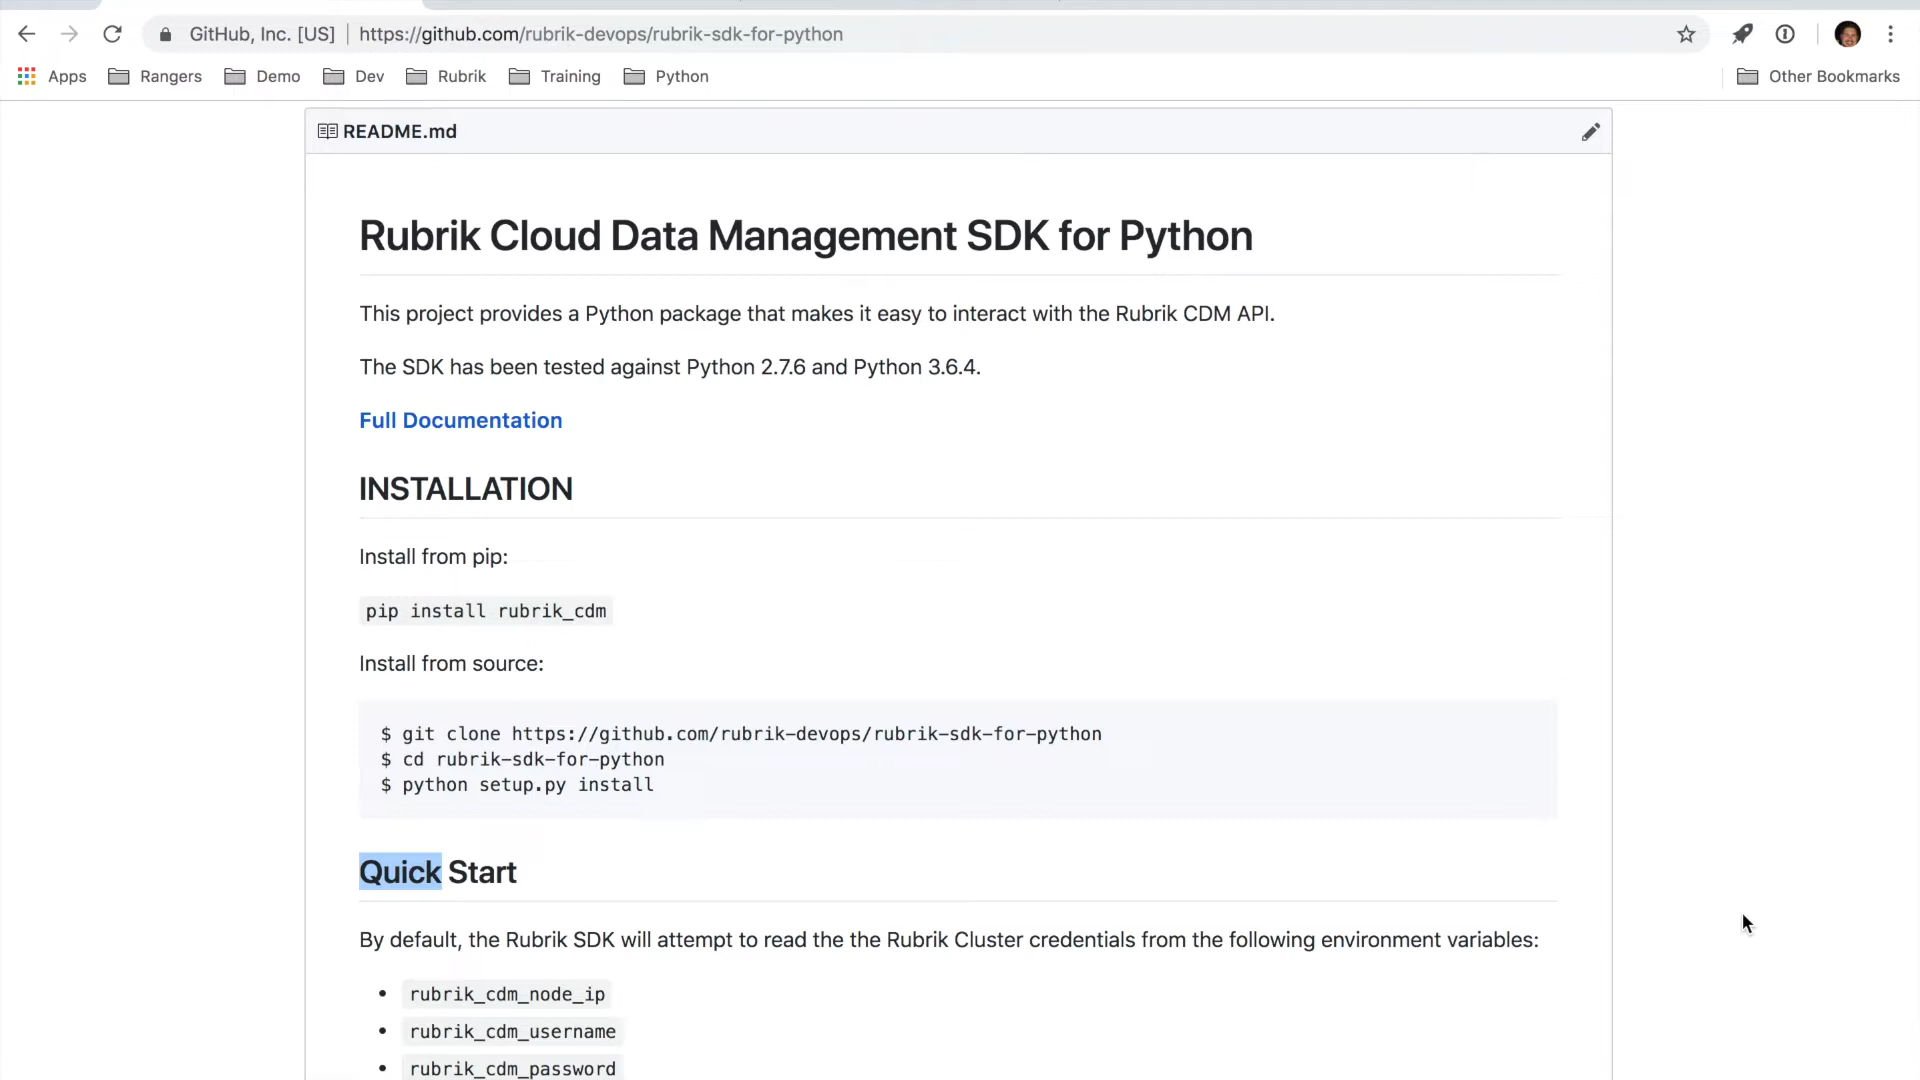 GitHub, Inc. [US] | https://github.com/rubrik-devops/rubrik-sdk-for-python
Apps Rangers Demo Dev Rubrik Training Python Other Bookmarks
README.md
Rubrik Cloud Data Management SDK for Python
This project provides a Python package that makes it easy to interact with the Rubrik CDM API.
The SDK has been tested against Python 2.7.6 and Python 3.6.4.
Full Documentation
INSTALLATION
Install from pip:
pip install rubrik_cdm
Install from source:
$ git clone https://github.com/rubrik-devops/rubrik-sdk-for-python
$ cd rubrik-sdk-for-python
$ python setup.py install
Quick Start
By default, the Rubrik SDK will attempt to read the the Rubrik Cluster credentials from the following environment variables:
• rubrik_cdm_node_ip
• rubrik_cdm_username
• rubrik_cdm_password